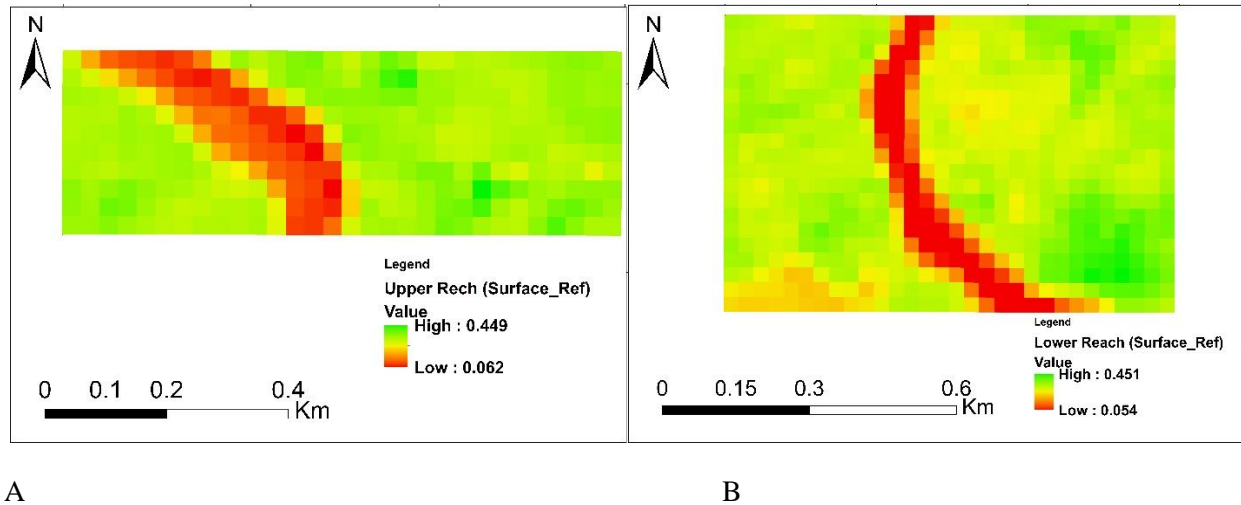 N
Legend
Upper Rech (Surface_Ref)
Value
High : 0.449
Low : 0.062
0 0.1 0.2 0.4
Km
N
Legend
Lower Reach (Surface_Ref)
Value
High : 0.451
Low : 0.054
0 0.15 0.3 0.6
Km
A B